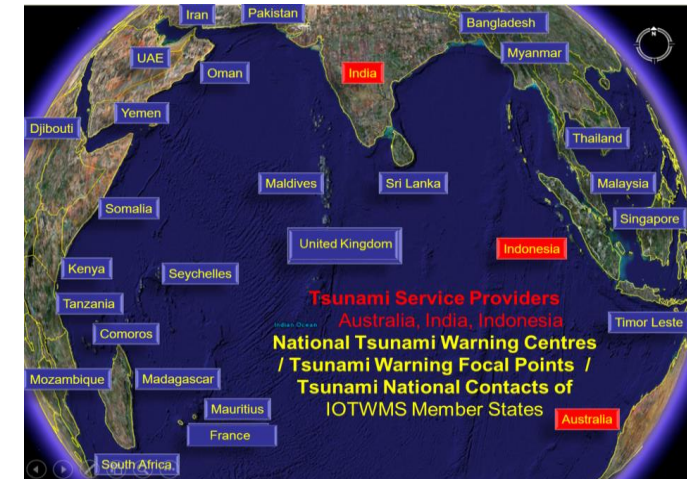 Iran
Pakistan
Bangladesh
UAE
Oman
India
Myanmar
Yemen
Djibouti
Thailand
Maldives
Sri Lanka
Malaysia
Somalia
Singapore
United Kingdom
Indonesia
Kenya
Seychelles
Tanzania
Tsunami Service Providers
Indian Ocean
Australia, India, Indonesia
Timor Leste
Comoros
National Tsunami Warning Centres
/ Tsunami Warning Focal Points /
Tsunami National Contacts of
IOTWMS Member States
Mozambique
Madagascar
Mauritius
Australia
France
South Africa
N